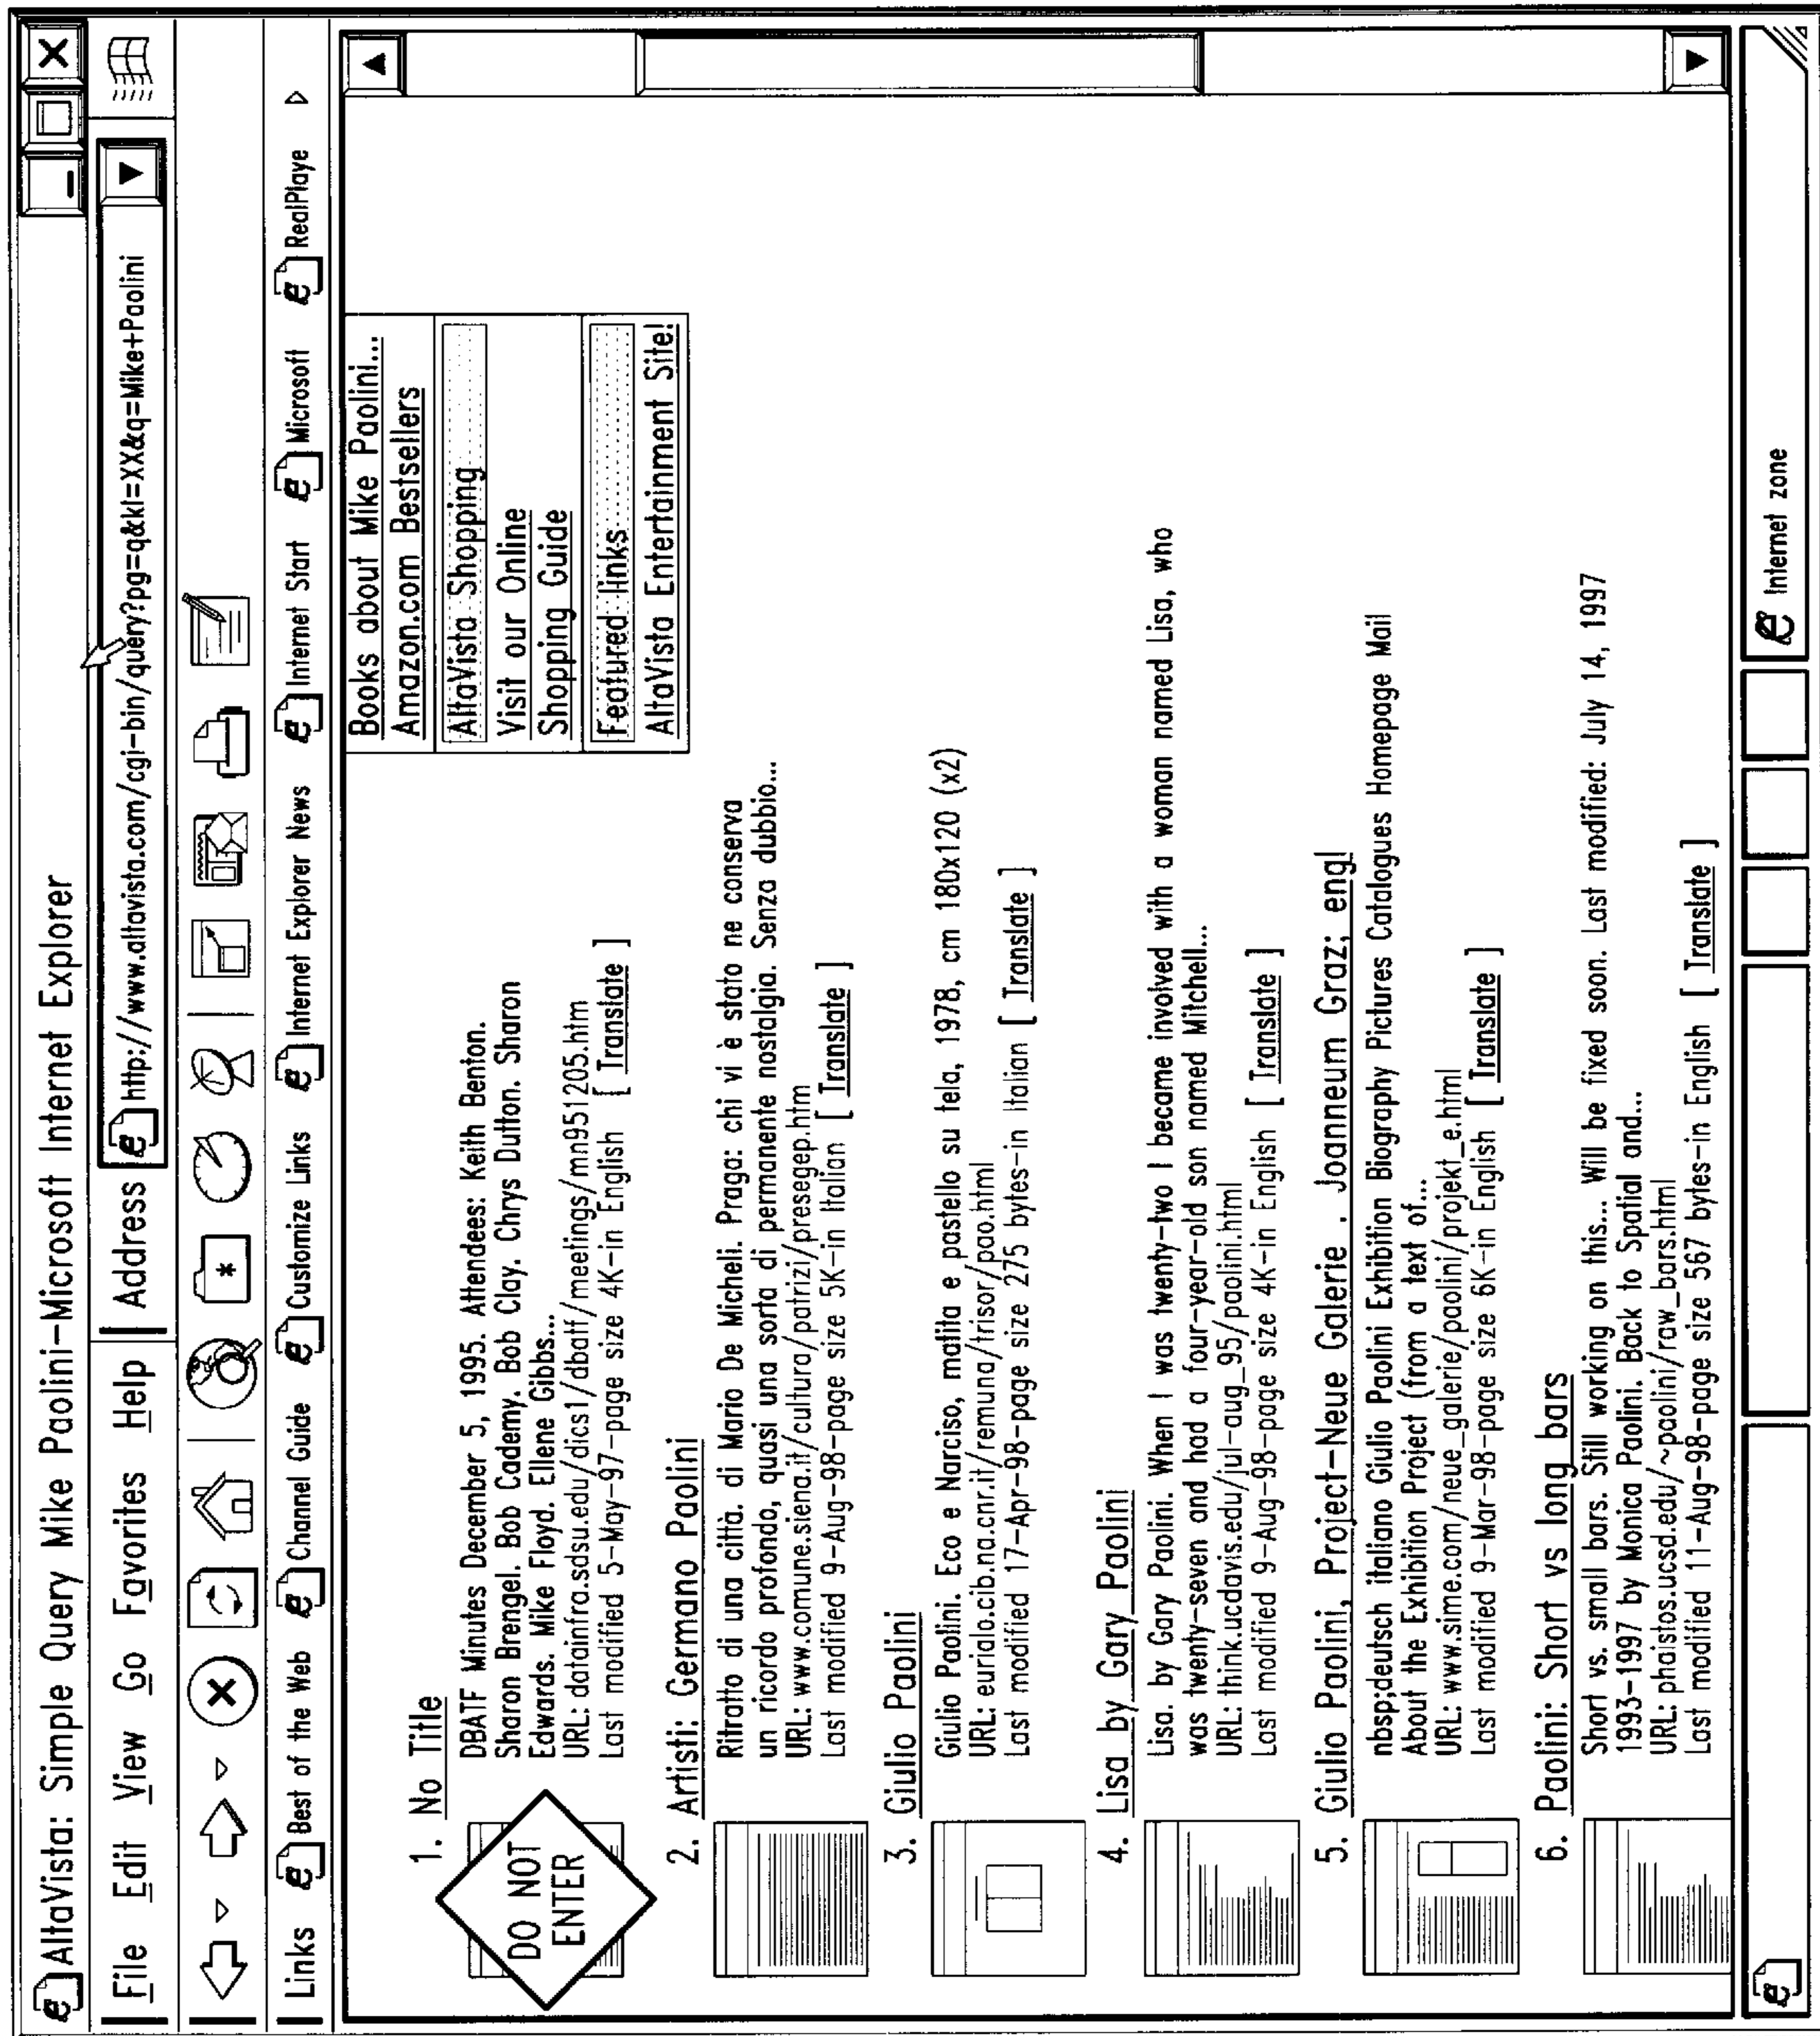 AltaVista: Simple Query Mike Paolini-Microsoft Internet Explorer
File Edit View Go Favorites Help Address http://www.altavista.com/cgi-bin/query?pg=q&kl=XX&q=Mike+Paolini
Links Best of the Web Channel Guide Customize Links Internet Explorer News Internet Start Microsoft RealPlaye
Books about Mike Paolini...
Amazon.com Bestsellers
AltaVista Shopping
Visit our Online
Shopping Guide
Featured links
AltaVista Entertainment Site!
1. No Title
DO NOT
ENTER
DBATF Minutes December 5, 1995. Attendees: Keith Benton.
Sharon Brengel. Bob Cademy. Bob Clay. Chrys Dutton. Sharon
Edwards. Mike Floyd. Ellene Gibbs...
URL: datainfra.sdsu.edu/dics1/dbatf/meetings/mn951205.htm
Last modified 5-May-97-page size 4K-in English [ Translate ]
2. Artisti: Germano Paolini
Ritratto di una città. di Mario De Micheli. Praga: chi vi è stato ne conserva
un ricordo profondo, quasi una sorta di permanente nostalgia. Senza dubbio...
URL: www.comune.siena.it/cultura/patrizi/presegep.htm
Last modified 9-Aug-98-page size 5K-in Italian [ Translate ]
3. Giulio Paolini
Giulio Paolini. Eco e Narciso, matita e pastello su tela, 1978, cm 180x120 (x2)
URL: eurialo.cib.na.cnr.it/remuna/trisor/pao.html
Last modified 17-Apr-98-page size 275 bytes-in Italian [ Translate ]
4. Lisa by Gary Paolini
Lisa. by Gary Paolini. When I was twenty-two I became involved with a woman named Lisa, who
was twenty-seven and had a four-year-old son named Mitchell...
URL: think.ucdavis.edu/jul-aug_95/paolini.html
Last modified 9-Aug-98-page size 4K-in English [ Translate ]
5. Giulio Paolini, Project-Neue Galerie . Joanneum Graz; engl
nbsp;deutsch italiano Giulio Paolini Exhibition Biography Pictures Catalogues Homepage Mail
About the Exhibition Project (from a text of...
URL: www.sime.com/neue_galerie/paolini/projekt_e.html
Last modified 9-Mar-98-page size 6K-in English [ Translate ]
6. Paolini: Short vs long bars
Short vs. small bars. Still working on this... Will be fixed soon. Last modified: July 14, 1997
1993-1997 by Monica Paolini. Back to Spatial and...
URL: phaistos.ucsd.edu/~paolini/raw_bars.html
Last modified 11-Aug-98-page size 567 bytes-in English [ Translate ]
Internet zone